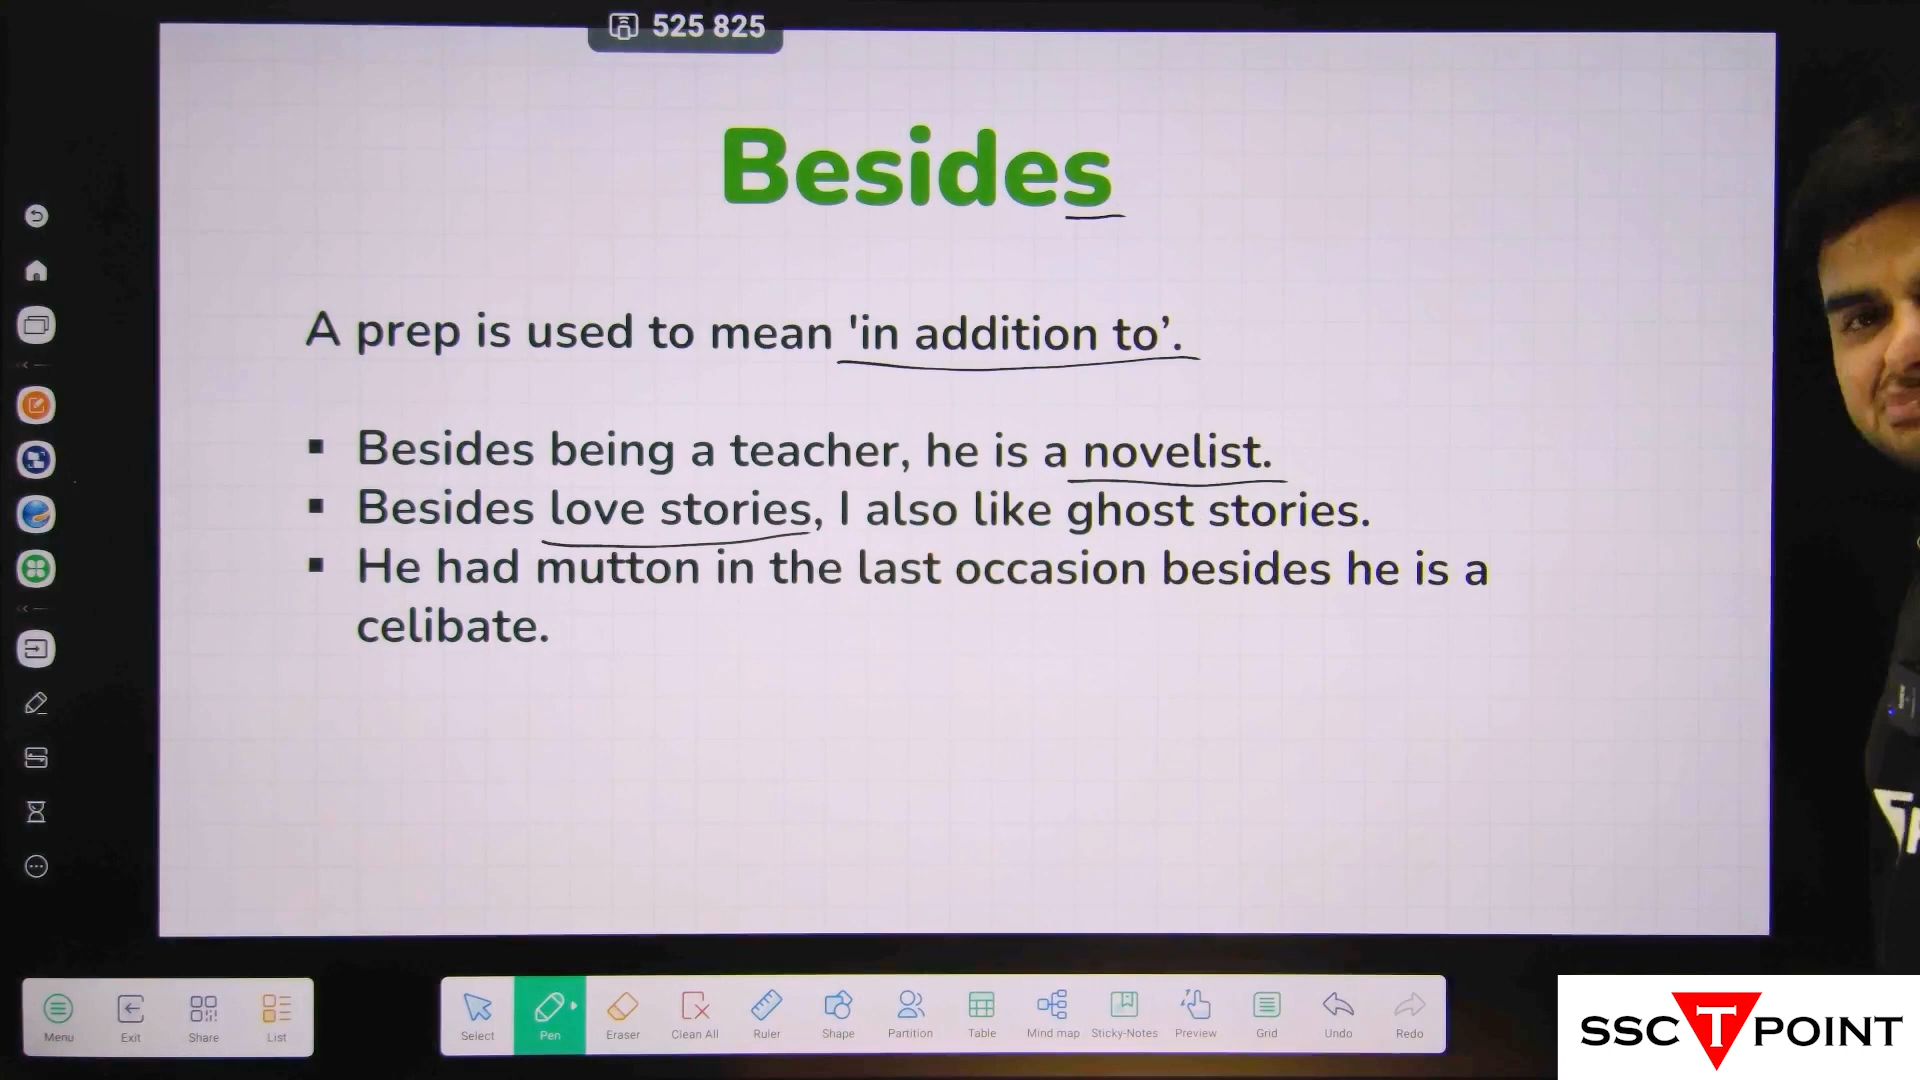 525 825
Besides
A prep is used to mean 'in addition to’.
▪ Besides being a teacher, he is a novelist.
▪ Besides love stories, I also like ghost stories.
▪ He had mutton in the last occasion besides he is a
celibate.
Menu Exit Share List Select Pen Eraser Clean All Ruler Shape Partition Table Mind map Sticky-Notes Preview Grid Undo Redo
SSC T POINT